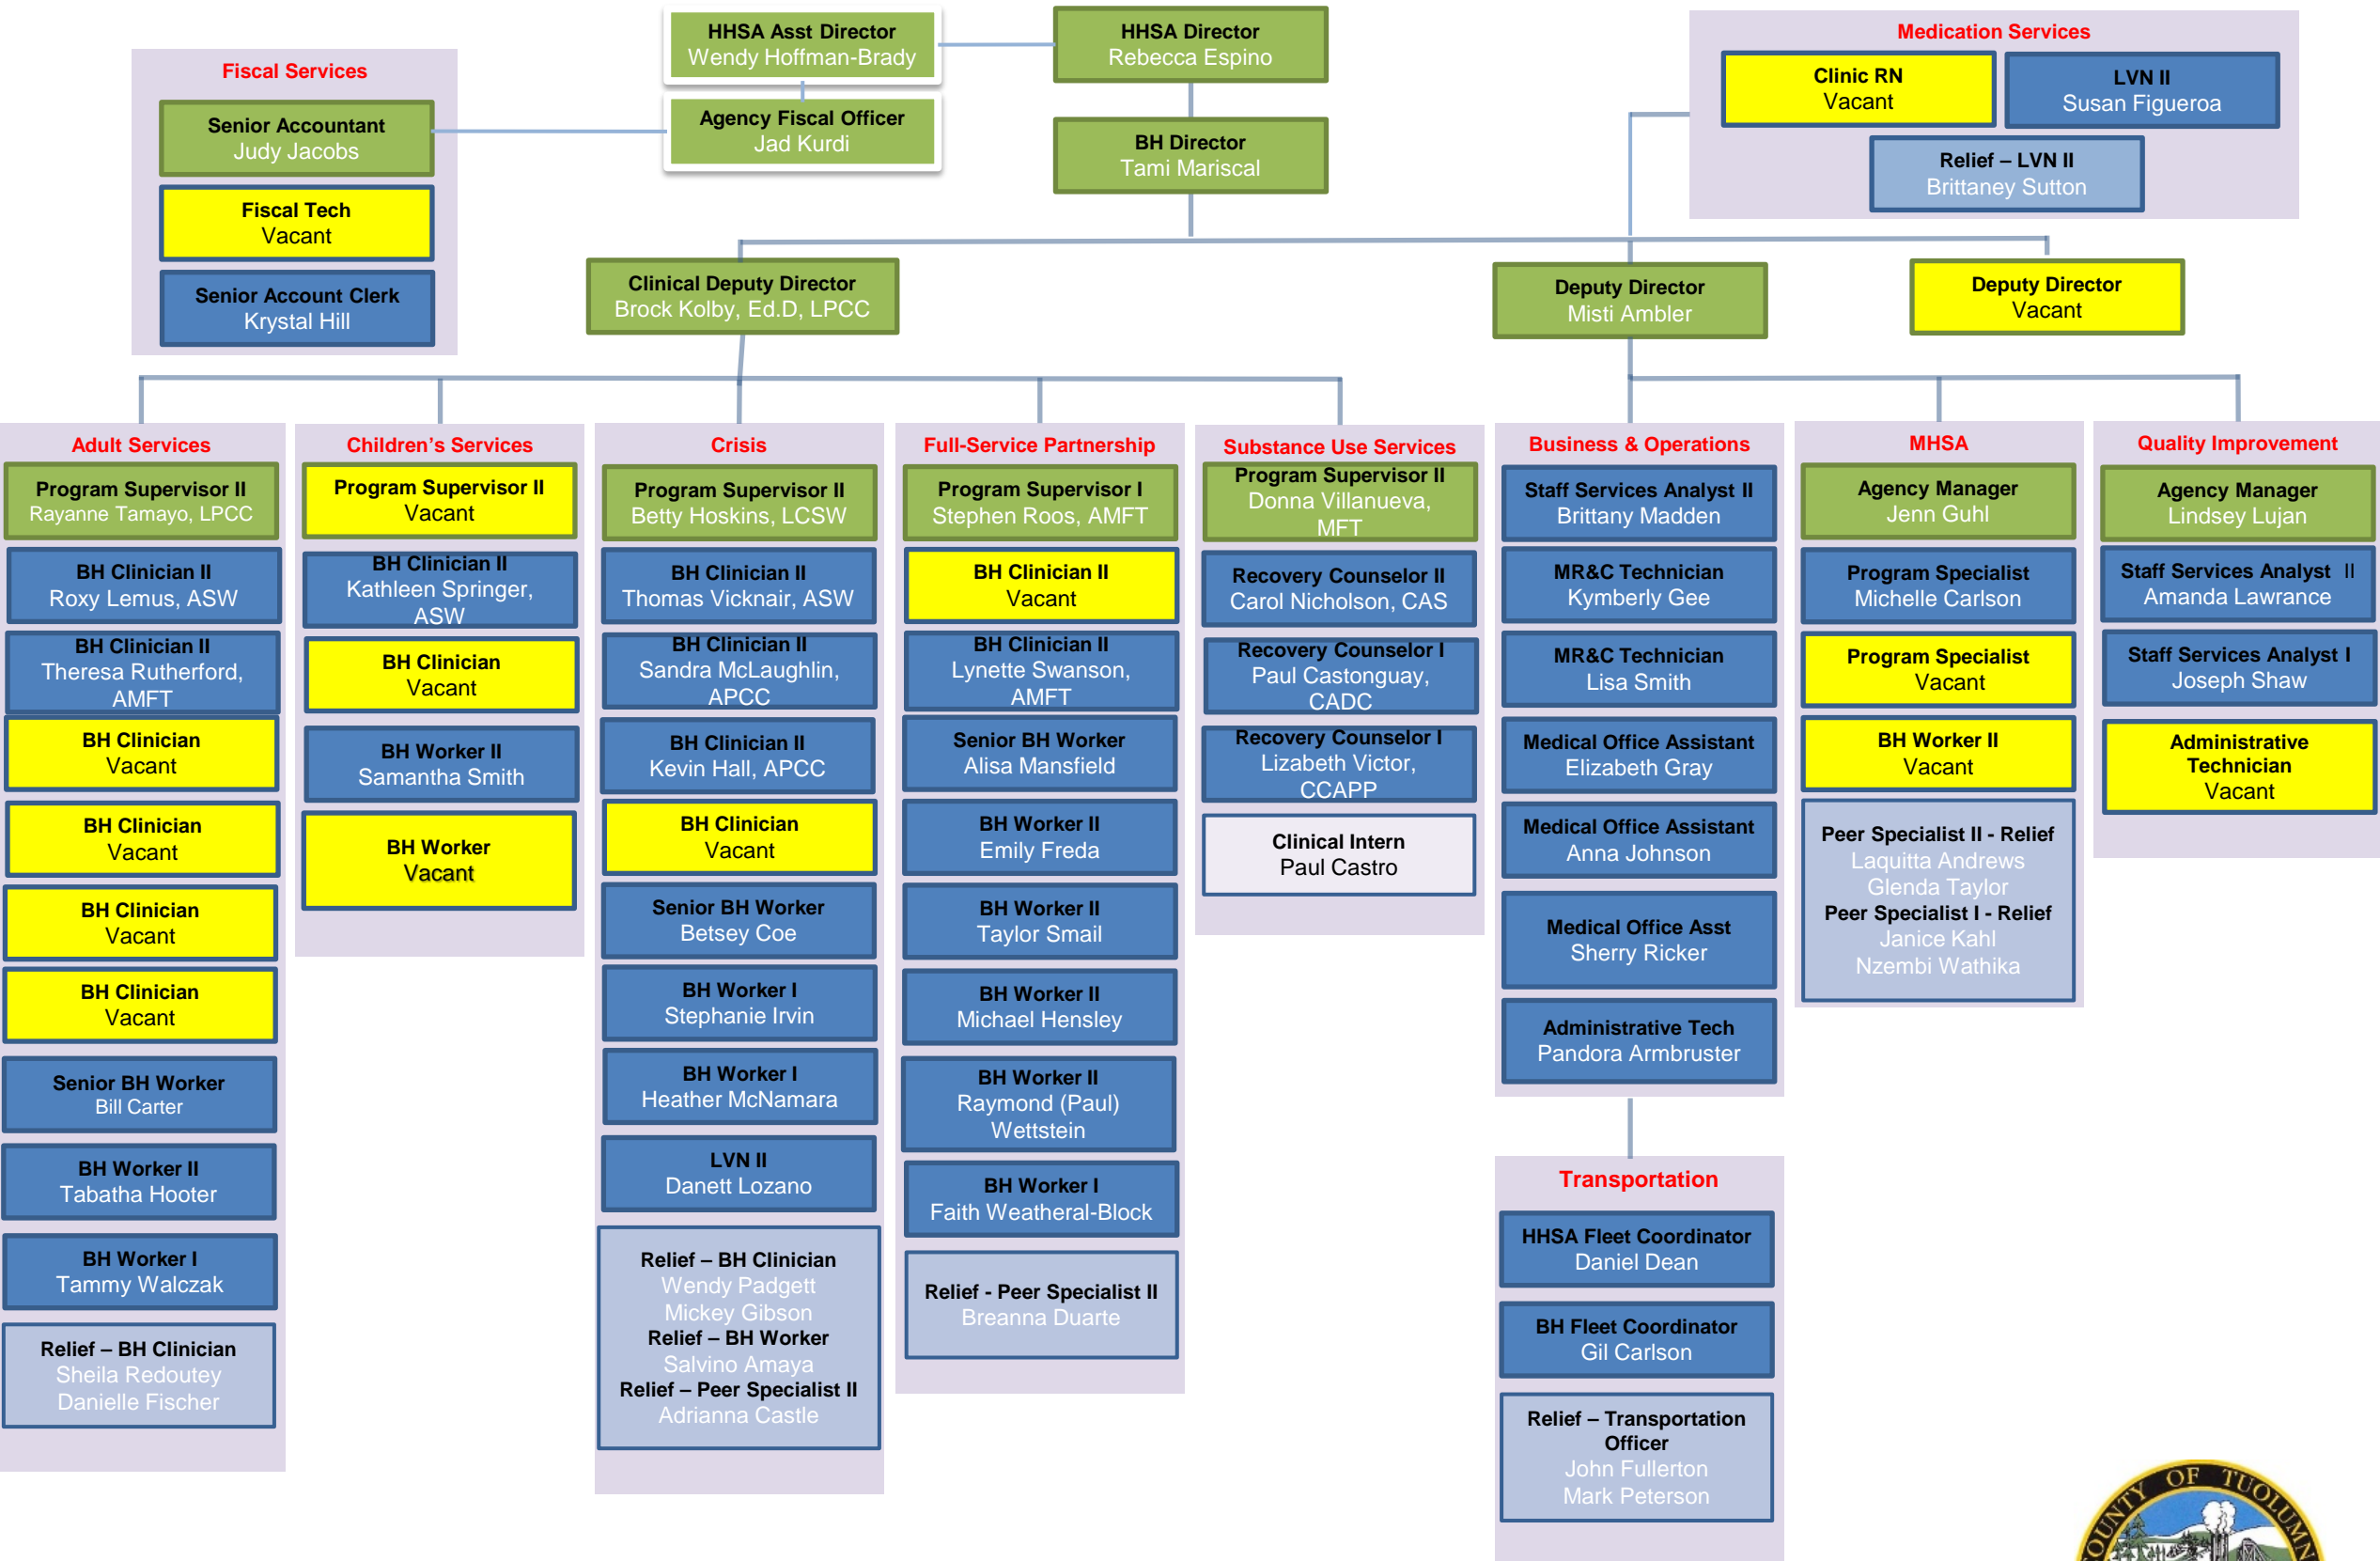 HHSA Asst Director
Wendy Hoffman-Brady
HHSA Director
Rebecca Espino
Agency Fiscal Officer
Jad Kurdi
BH Director
Tami Mariscal
Fiscal Services
Senior Accountant
Judy Jacobs
Fiscal Tech
Vacant
Senior Account Clerk
Krystal Hill
Medication Services
Clinic RN
Vacant
LVN II
Susan Figueroa
Relief – LVN II
Brittaney Sutton
Clinical Deputy Director
Brock Kolby, Ed.D, LPCC
Deputy Director
Misti Ambler
Deputy Director
Vacant
Adult Services
Program Supervisor II
Rayanne Tamayo, LPCC
BH Clinician II
Roxy Lemus, ASW
BH Clinician II
Theresa Rutherford,
AMFT
BH Clinician
Vacant
BH Clinician
Vacant
BH Clinician
Vacant
BH Clinician
Vacant
Senior BH Worker
Bill Carter
BH Worker II
Tabatha Hooter
BH Worker I
Tammy Walczak
Relief – BH Clinician
Sheila Redoutey
Danielle Fischer
Children's Services
Program Supervisor II
Vacant
BH Clinician II
Kathleen Springer,
ASW
BH Clinician
Vacant
BH Worker II
Samantha Smith
BH Worker
Vacant
Crisis
Program Supervisor II
Betty Hoskins, LCSW
BH Clinician II
Thomas Vicknair, ASW
BH Clinician II
Sandra McLaughlin,
APCC
BH Clinician II
Kevin Hall, APCC
BH Clinician
Vacant
Senior BH Worker
Betsey Coe
BH Worker I
Stephanie Irvin
BH Worker I
Heather McNamara
LVN II
Danett Lozano
Relief – BH Clinician
Wendy Padgett
Mickey Gibson
Relief – BH Worker
Salvino Amaya
Relief – Peer Specialist II
Adrianna Castle
Full-Service Partnership
Program Supervisor I
Stephen Roos, AMFT
BH Clinician II
Vacant
BH Clinician II
Lynette Swanson,
AMFT
Senior BH Worker
Alisa Mansfield
BH Worker II
Emily Freda
BH Worker II
Taylor Smail
BH Worker II
Michael Hensley
BH Worker II
Raymond (Paul)
Wettstein
BH Worker I
Faith Weatheral-Block
Relief - Peer Specialist II
Breanna Duarte
Substance Use Services
Program Supervisor II
Donna Villanueva,
MFT
Recovery Counselor II
Carol Nicholson, CAS
Recovery Counselor I
Paul Castonguay,
CADC
Recovery Counselor I
Lizabeth Victor,
CCAPP
Clinical Intern
Paul Castro
Business & Operations
Staff Services Analyst II
Brittany Madden
MR&C Technician
Kymberly Gee
MR&C Technician
Lisa Smith
Medical Office Assistant
Elizabeth Gray
Medical Office Assistant
Anna Johnson
Medical Office Asst
Sherry Ricker
Administrative Tech
Pandora Armbruster
Transportation
HHSA Fleet Coordinator
Daniel Dean
BH Fleet Coordinator
Gil Carlson
Relief – Transportation
Officer
John Fullerton
Mark Peterson
MHSA
Agency Manager
Jenn Guhl
Program Specialist
Michelle Carlson
Program Specialist
Vacant
BH Worker II
Vacant
Peer Specialist II - Relief
Laquitta Andrews
Glenda Taylor
Peer Specialist I - Relief
Janice Kahl
Nzembi Wathika
Quality Improvement
Agency Manager
Lindsey Lujan
Staff Services Analyst II
Amanda Lawrance
Staff Services Analyst I
Joseph Shaw
Administrative
Technician
Vacant
OF